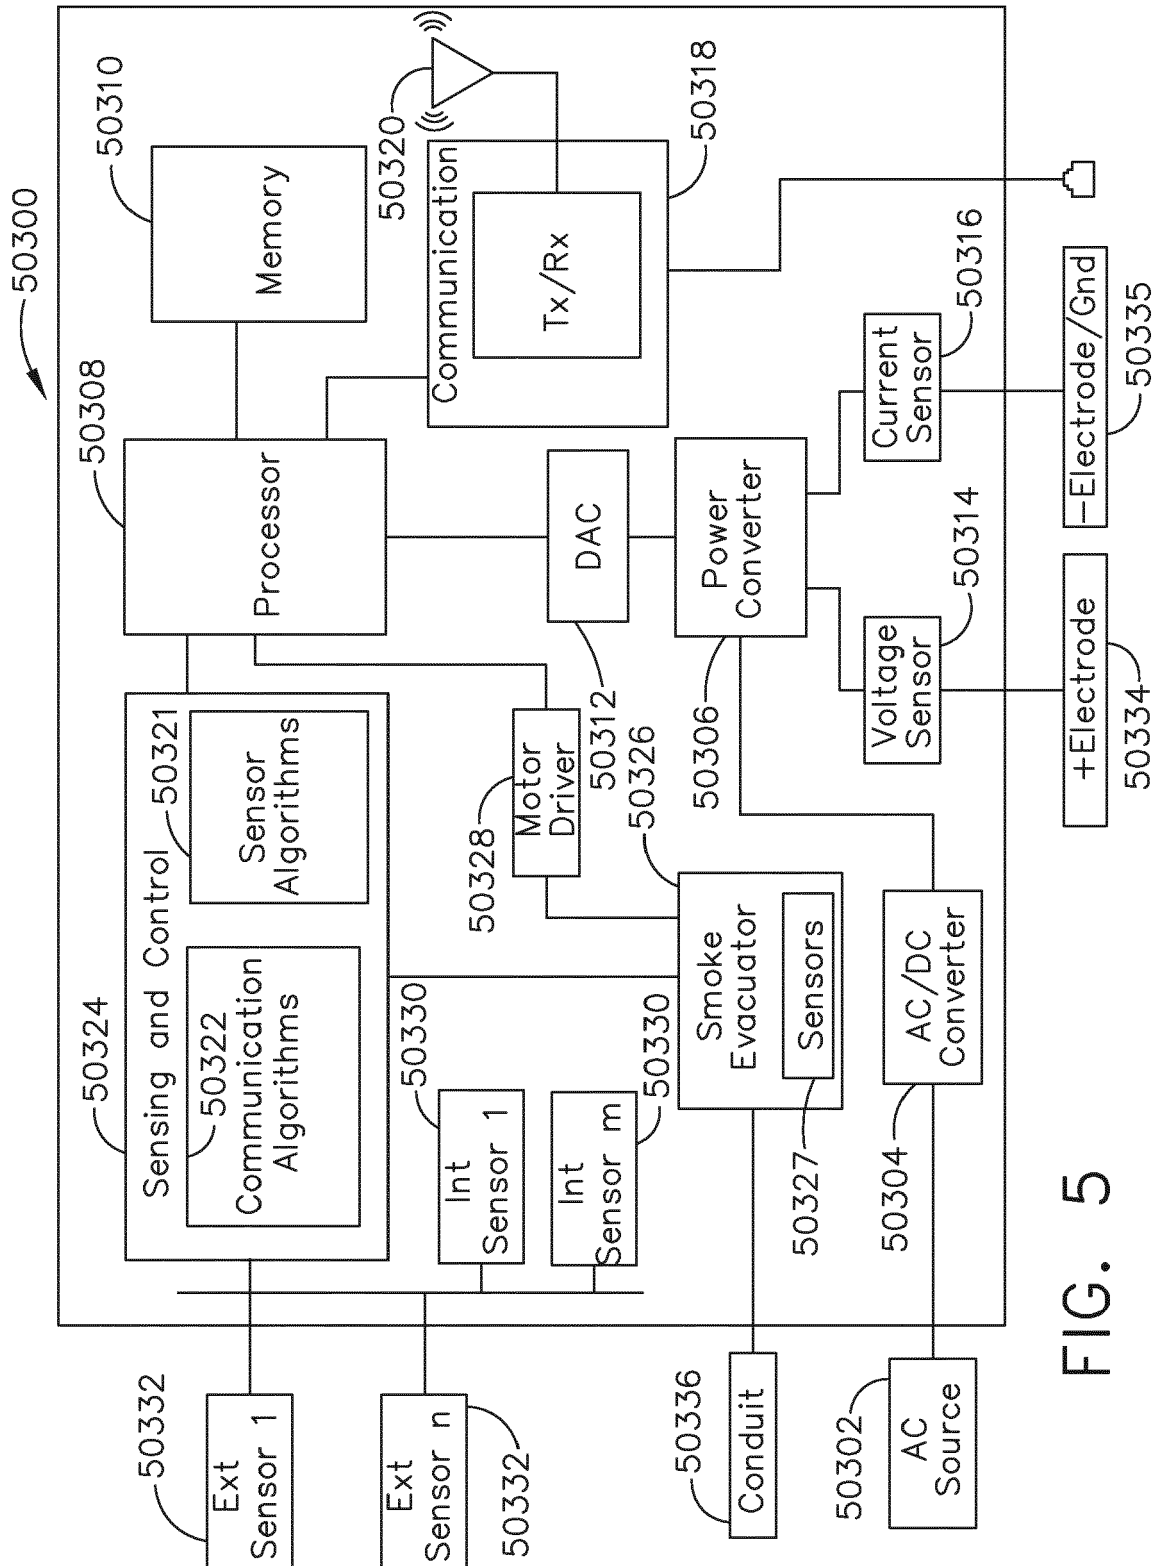 50300
50324
Sensing and Control
50322
Communication
Algorithms
50321
Sensor
Algorithms
50308
Processor
50310
Memory
50332
Ext
Sensor 1
Ext
Sensor n
50332
50330
Int
Sensor 1
Int
Sensor m
50330
50328
Motor
Driver
50312
DAC
50320
Communication
Tx/Rx
50318
50326
Smoke
Evacuator
Sensors
50327
50306
Power
Converter
50336
Conduit
50302
AC
Source
50304
AC/DC
Converter
Voltage
Sensor
50314
Current
Sensor
50316
+Electrode
50334
−Electrode/Gnd
50335
FIG. 5